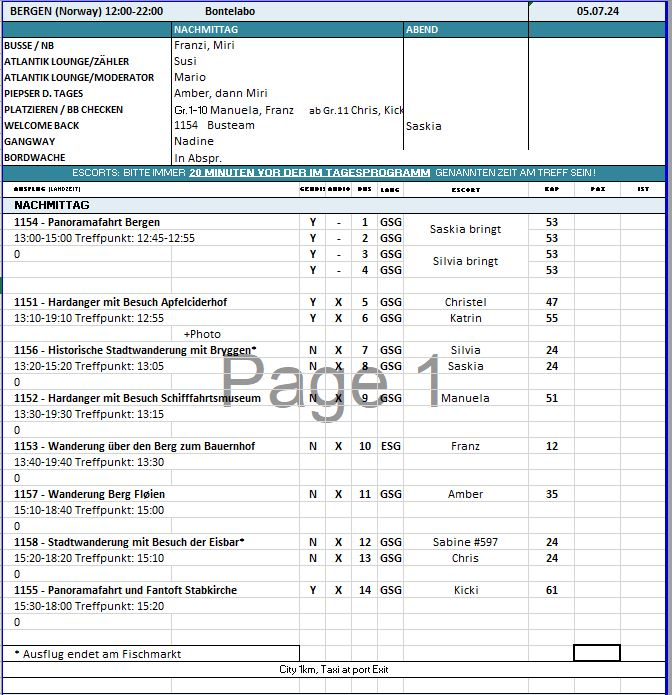 BERGEN (Norway) 12:00-22:00 Bontelabo 05.07.24
NACHMITTAG ABEND
BUSSE / NB Franzi, Miri
ATLANTIK LOUNGE/ZÄHLER Susi
ATLANTIK LOUNGE/MODERATOR Mario
PIEPSER D. TAGES Amber, dann Miri
PLATZIEREN / BB CHECKEN Gr.1-10 Manuela, Franz ab Gr.11 Chris, Kick
WELCOME BACK 1154 Busteam Saskia
GANGWAY Nadine
BORDWACHE In Abspr.
ESCORTS: BITTE IMMER 20 MINUTEN VOR DER IM TAGESPROGRAMM GENANNTEN ZEIT AM TREFF SEIN!
AUSFLUG (LANDZEIT) AUDIO BUS LANG ESCORT KAP PAX IST
NACHMITTAG
1154 - Panoramafahrt Bergen Y - 1 GSG Saskia bringt 53
13:00-15:00 Treffpunkt: 12:45-12:55 Y - 2 GSG 53
0 Y - 3 GSG Silvia bringt 53
Y - 4 GSG 53
1151 - Hardanger mit Besuch Apfelciderhof Y X 5 GSG Christel 47
13:10-19:10 Treffpunkt: 12:55 Y X 6 GSG Katrin 55
+Photo
1156 - Historische Stadtwanderung mit Bryggen* N X 7 GSG Silvia 24
13:20-15:20 Treffpunkt: 13:05 N X 8 GSG Saskia 24
0
1152 - Hardanger mit Besuch Schifffahrtsmuseum N X 9 GSG Manuela 51
13:30-19:30 Treffpunkt: 13:15
0
1153 - Wanderung über den Berg zum Bauernhof N X 10 ESG Franz 12
13:40-19:40 Treffpunkt: 13:30
0
1157 - Wanderung Berg Fløien N X 11 GSG Amber 35
15:10-18:40 Treffpunkt: 15:00
0
1158 - Stadtwanderung mit Besuch der Eisbar* N X 12 GSG Sabine #597 24
15:20-18:20 Treffpunkt: 15:10 N X 13 GSG Chris 24
0
1155 - Panoramafahrt und Fantoft Stabkirche Y X 14 GSG Kicki 61
15:30-18:00 Treffpunkt: 15:20
0
* Ausflug endet am Fischmarkt
City 1km, Taxi at port Exit
Page 1